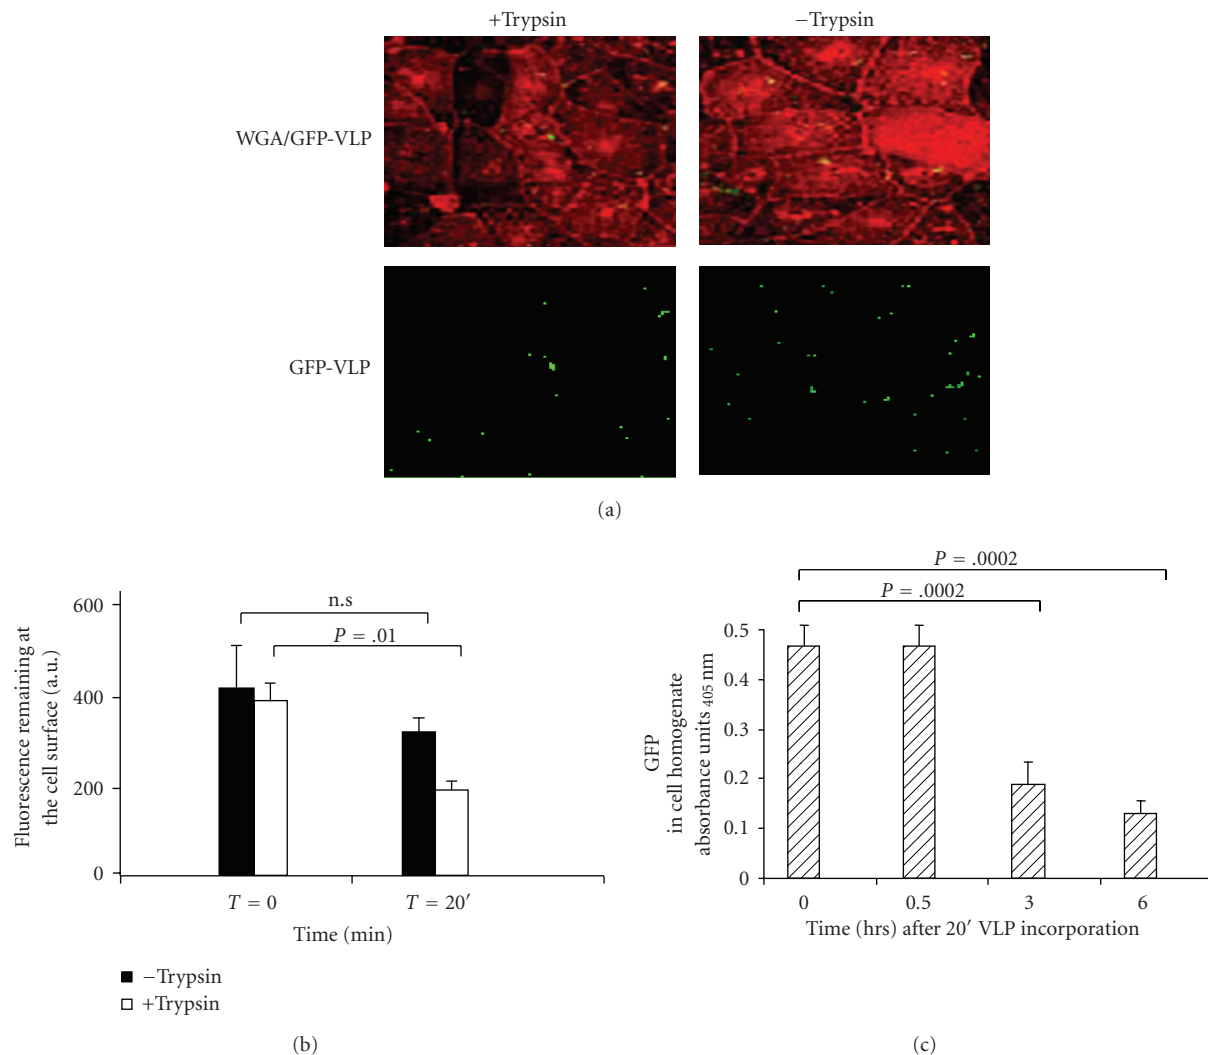 +Trypsin
−Trypsin
WGA/GFP-VLP
GFP-VLP
(a)
n.s
P = .01
600
400
200
0
Fluorescence remaining at
the cell surface (a.u.)
T = 0
T = 20′
Time (min)
−Trypsin
+Trypsin
(b)
P = .0002
P = .0002
0.5
0.4
0.3
0.2
0.1
0
GFP
in cell homogenate
absorbance units 405 nm
0
0.5
3
6
Time (hrs) after 20′ VLP incorporation
(c)